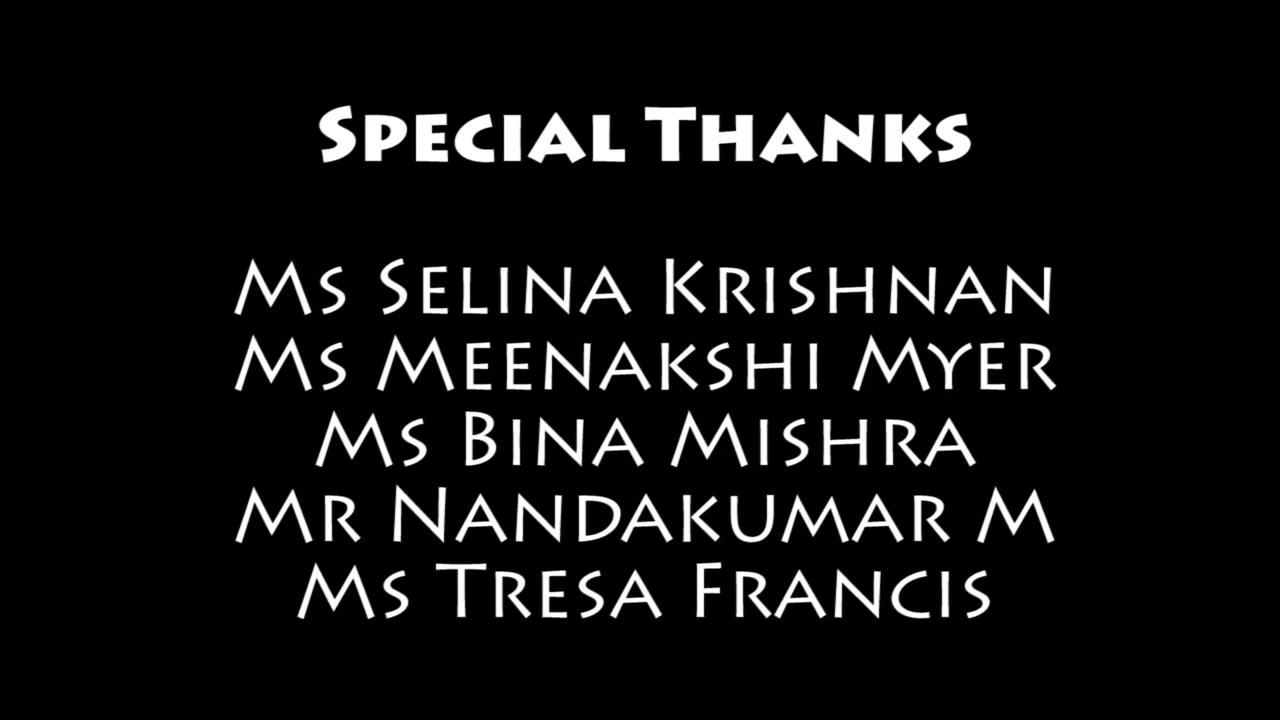 Special Thanks
Ms Selina Krishnan
Ms Meenakshi Myer
Ms Bina Mishra
Mr Nandakumar M
Ms Tresa Francis